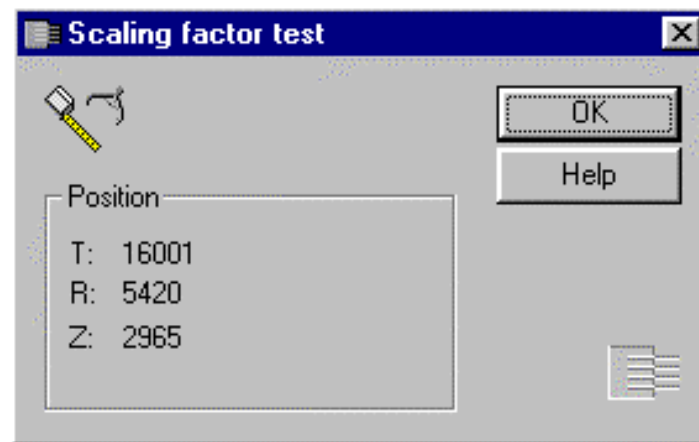 Scaling factor test
OK
Help
Position
T: 16001
R: 5420
Z: 2965